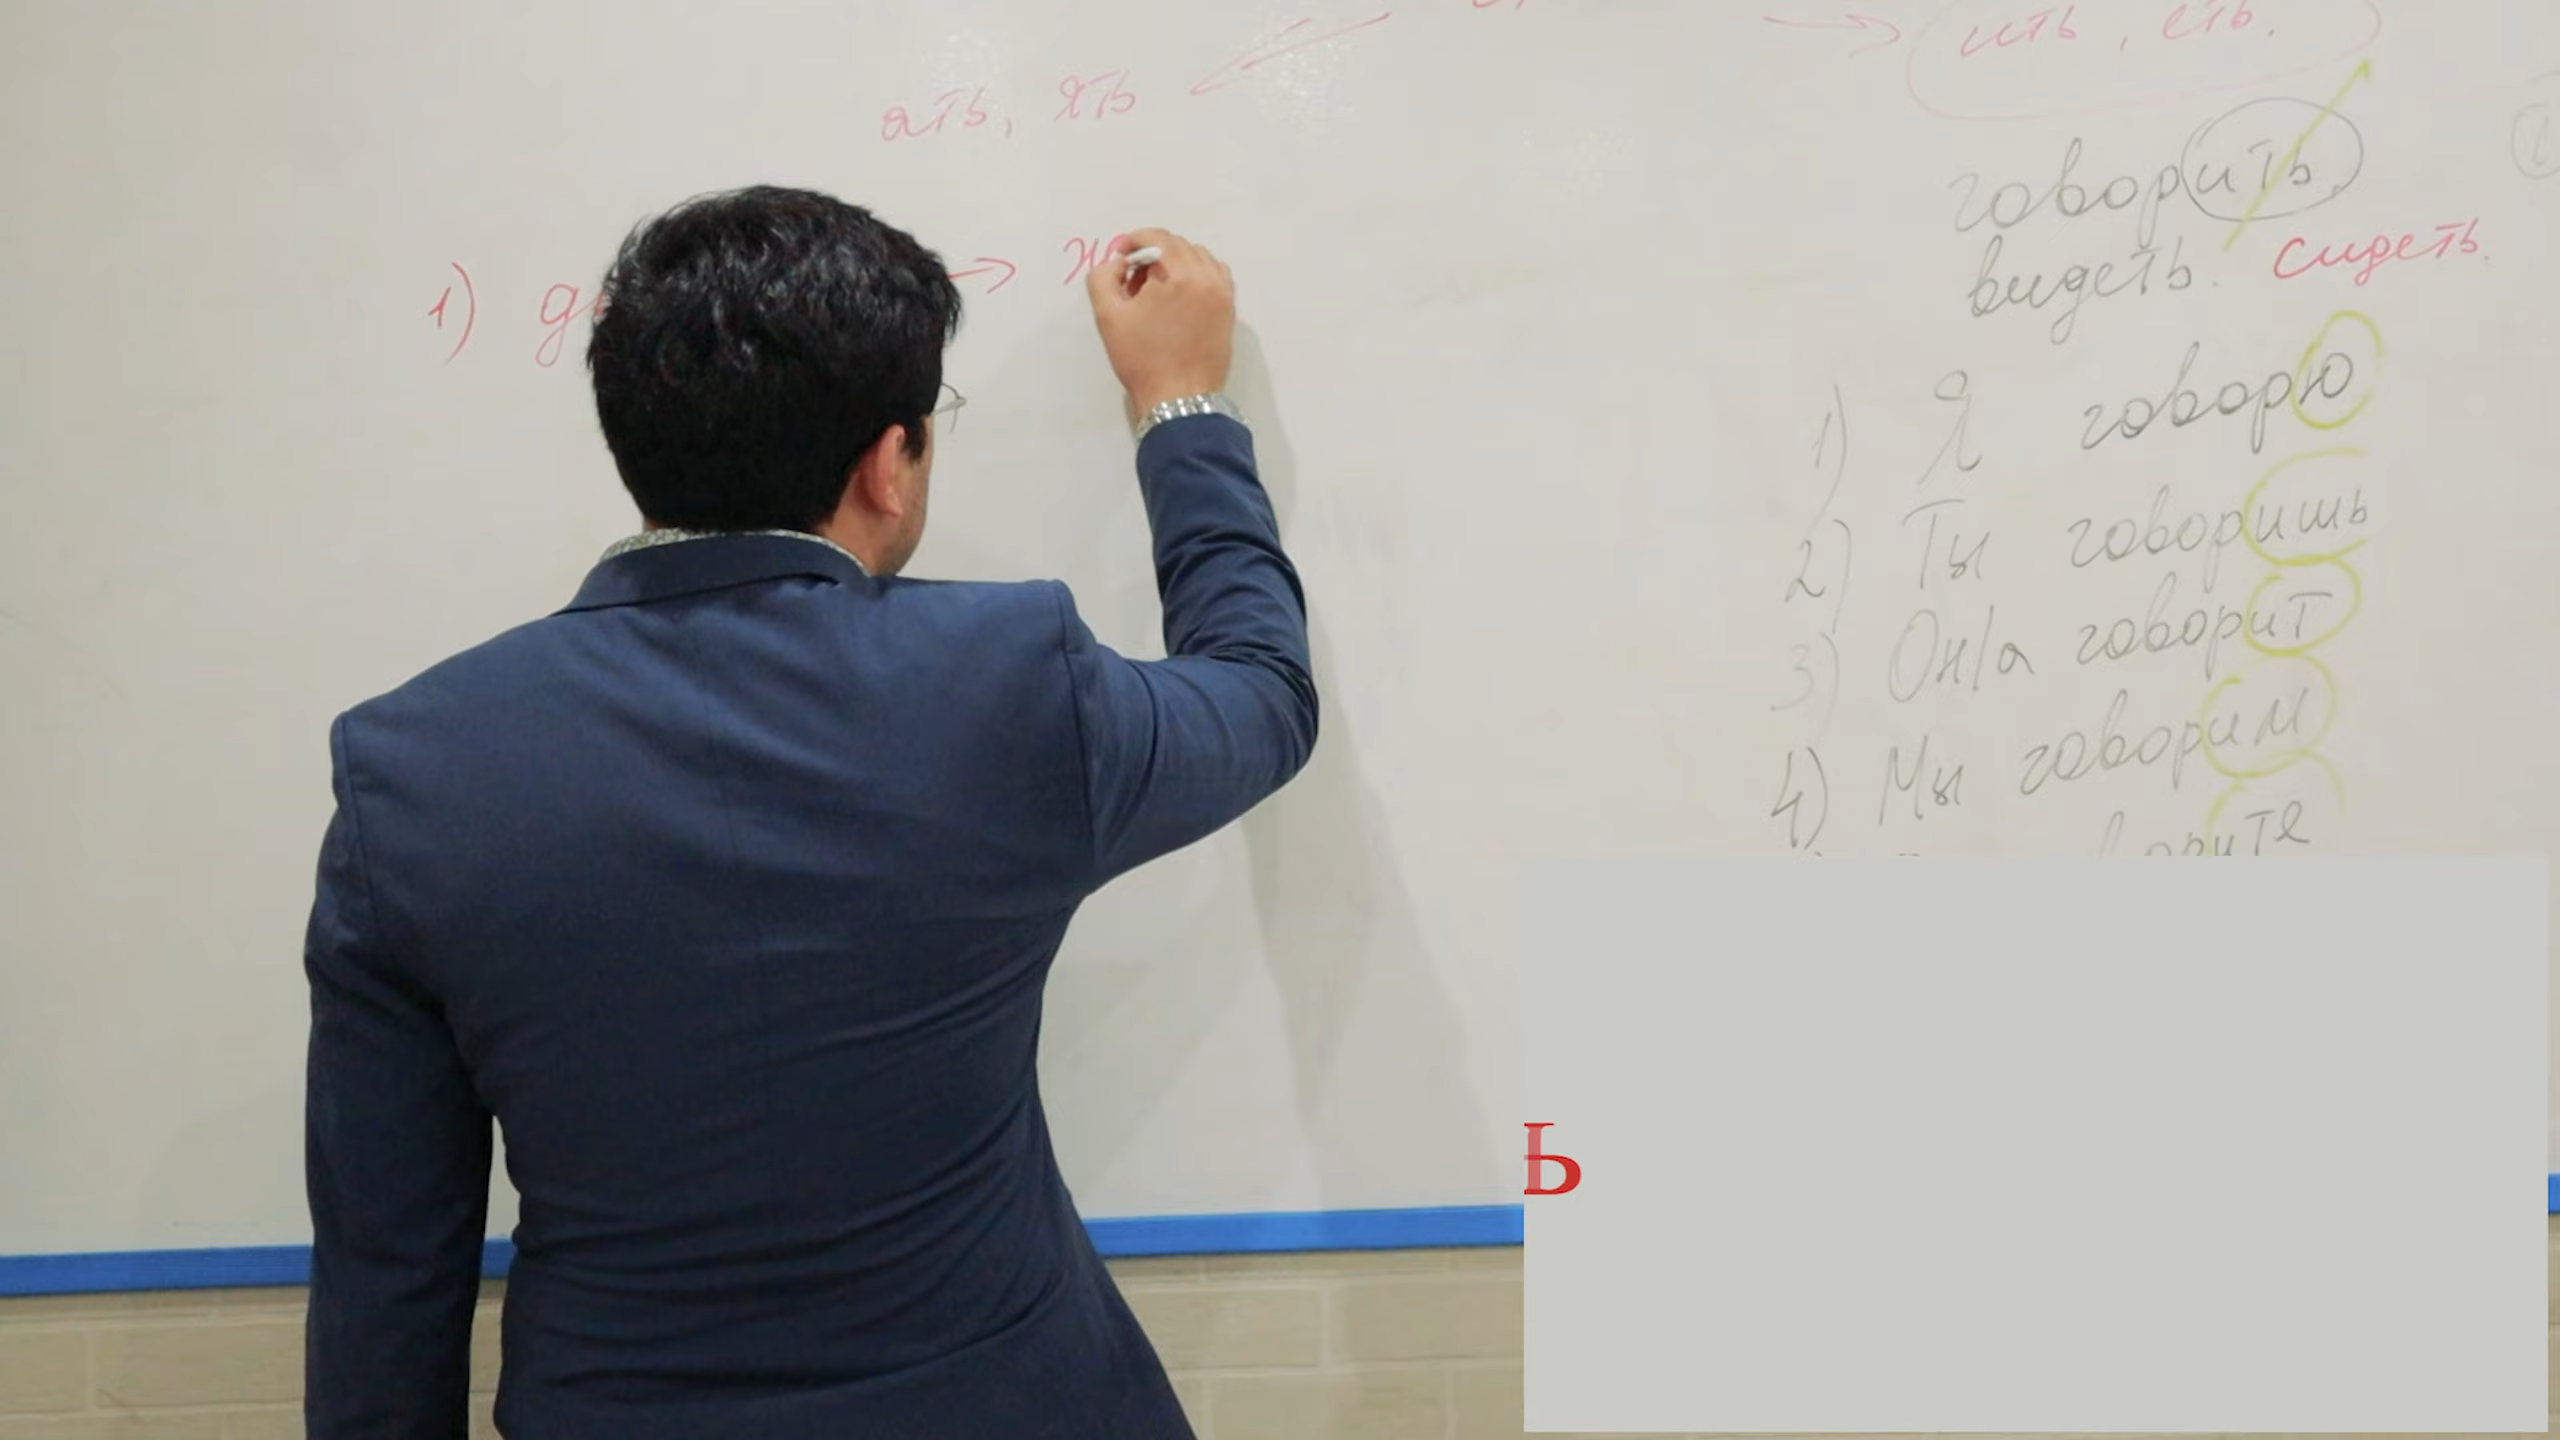 ить, еть.
ать, ять
говорить
видеть. сидеть.
1)
1) Я говорю
2) Ты говоришь
3) Он/а говорит
4) Мы говорим
ь